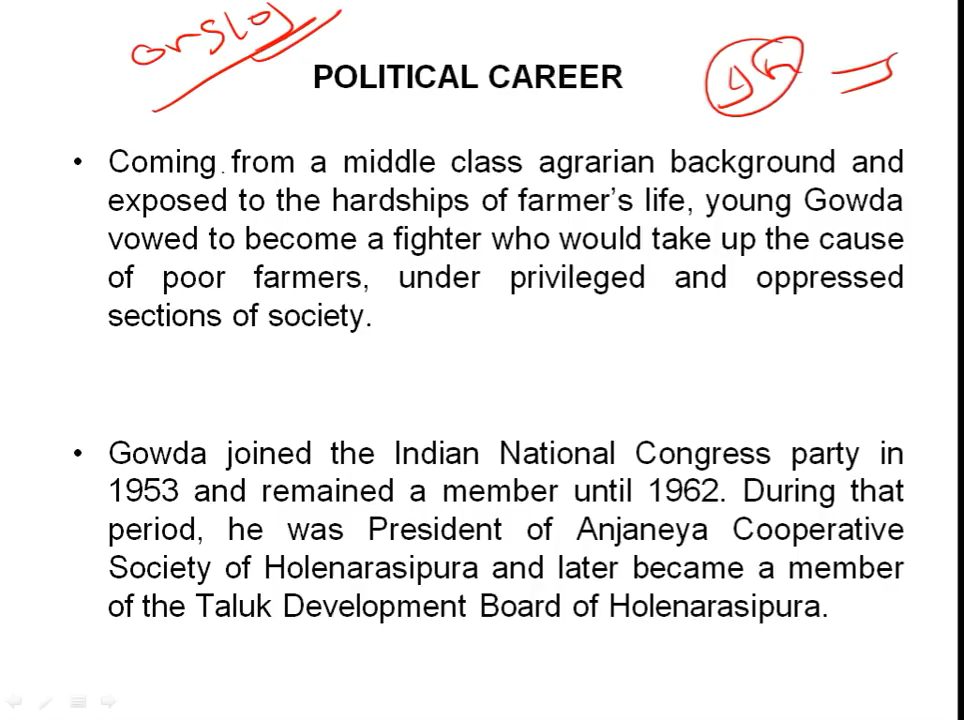 POLITICAL CAREER
• Coming from a middle class agrarian background and
exposed to the hardships of farmer's life, young Gowda
vowed to become a fighter who would take up the cause
of poor farmers, under privileged and oppressed
sections of society.
• Gowda joined the Indian National Congress party in
1953 and remained a member until 1962. During that
period, he was President of Anjaneya Cooperative
Society of Holenarasipura and later became a member
of the Taluk Development Board of Holenarasipura.